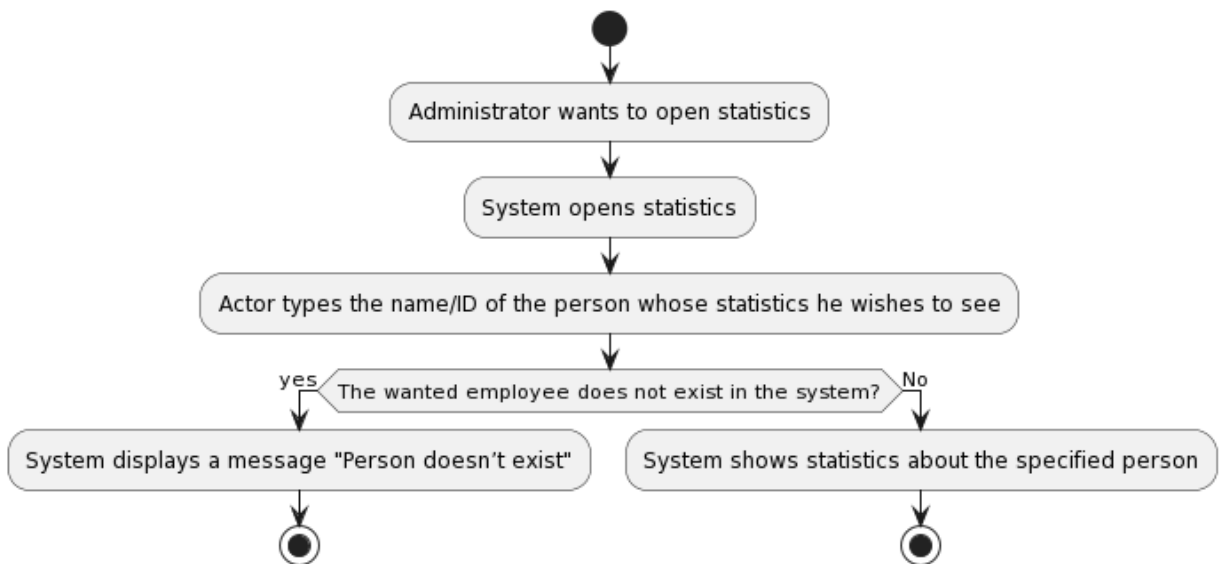 Administrator wants to open statistics
System opens statistics
Actor types the name/ID of the person whose statistics he wishes to see
yes
The wanted employee does not exist in the system?
No
System displays a message "Person doesn’t exist"
System shows statistics about the specified person